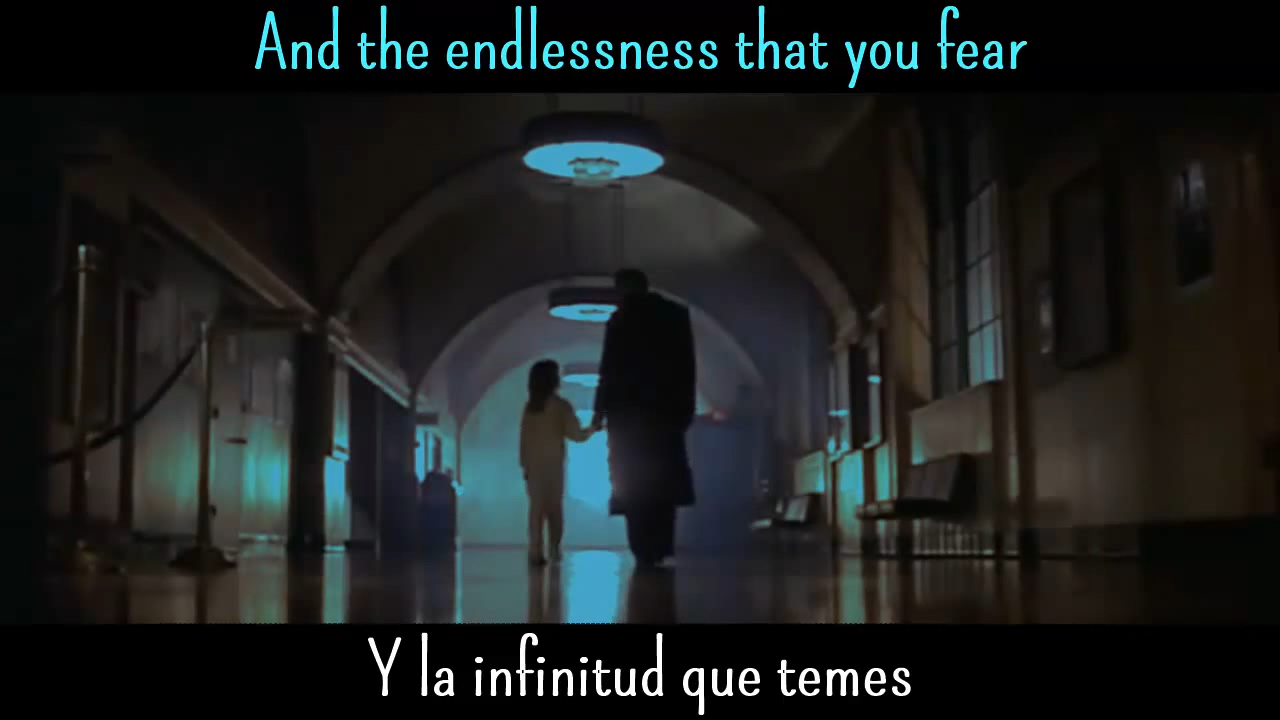 And the endlessness that you fear
Y la infinitud que temes